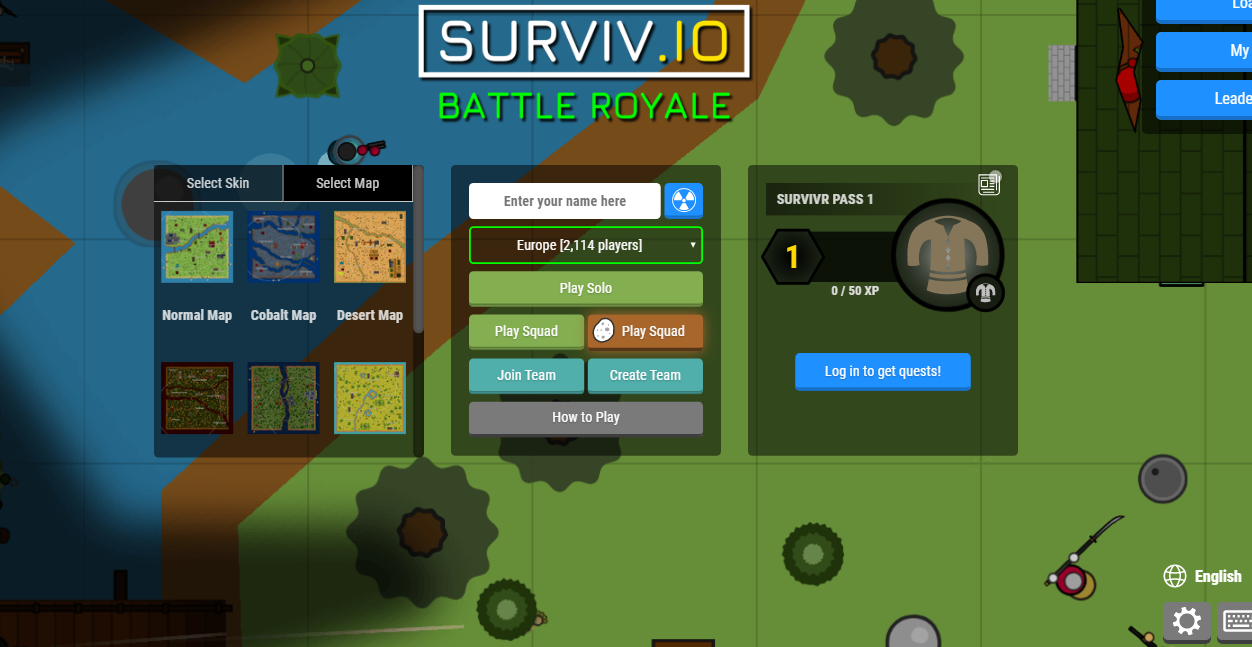 SURVIV.IO
BATTLE ROYALE
Loa
My
Leade
Select Skin
Select Map
Normal Map
Cobalt Map
Desert Map
Enter your name here
Europe [2,114 players]
Play Solo
Play Squad
Play Squad
Join Team
Create Team
How to Play
SURVIVR PASS 1
1
0 / 50 XP
Log in to get quests!
English